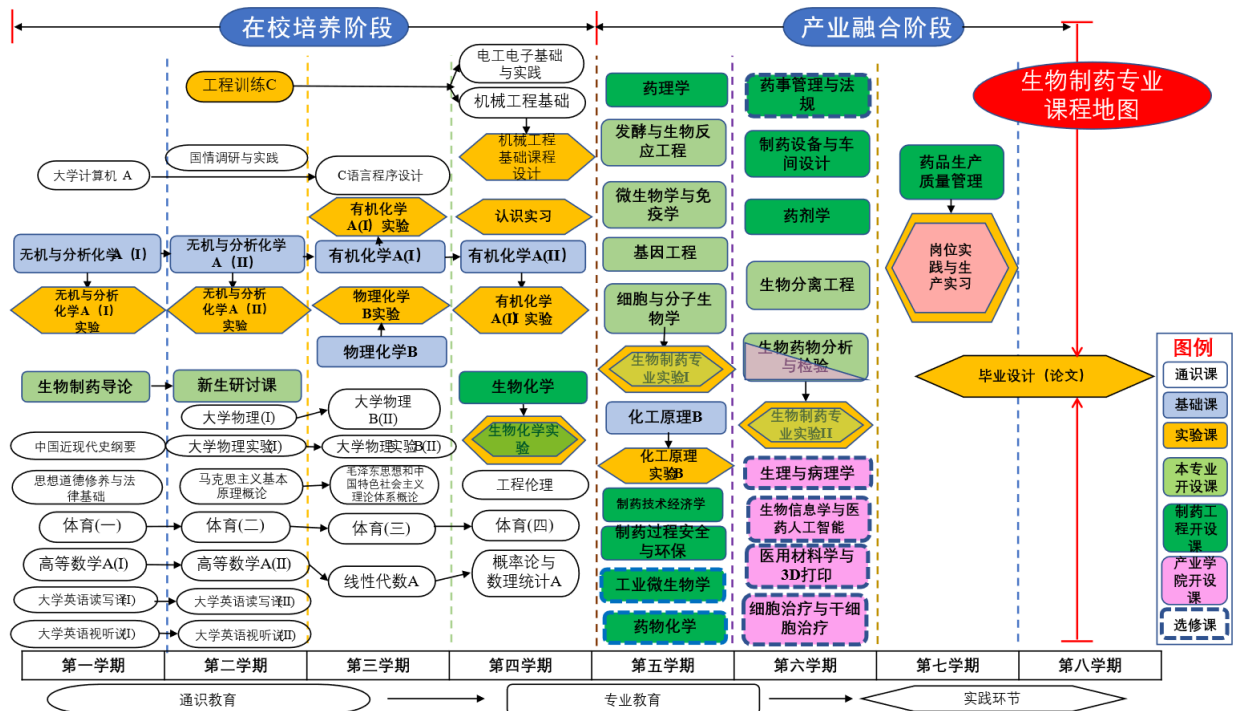 在校培养阶段
产业融合阶段
生物制药专业
课程地图
工程训练C
电工电子基础
与实践
机械工程基础
机械工程
基础课程
设计
国情调研与实践
大学计算机 A
C语言程序设计
有机化学
A(I) 实验
认识实习
无机与分析化学A (I)
无机与分析化学
A (II)
有机化学A(I)
有机化学A(II)
无机与分析
化学A (I)
实验
无机与分析
化学A (II)
实验
物理化学
B实验
有机化学
A(II) 实验
物理化学B
生物制药导论
新生研讨课
生物化学
大学物理(I)
大学物理
B(II)
生物化学实
验
中国近现代史纲要
大学物理实验(I)
大学物理实验B(II)
思想道德修养与法
律基础
马克思主义基本
原理概论
毛泽东思想和中
国特色社会主义
理论体系概论
工程伦理
体育(一)
体育(二)
体育(三)
体育(四)
高等数学A(I)
高等数学A(II)
线性代数A
概率论与
数理统计A
大学英语读写译(I)
大学英语读写译(II)
大学英语视听说(I)
大学英语视听说(II)
药理学
发酵与生物反
应工程
微生物学与免
疫学
基因工程
细胞与分子生
物学
生物制药专
业实验I
化工原理B
化工原理
实验B
制药技术经济学
制药过程安全
与环保
工业微生物学
药物化学
药事管理与法
规
制药设备与车
间设计
药剂学
生物分离工程
生物药物分析
与检验
生物制药专
业实验II
生理与病理学
生物信息学与医
药人工智能
医用材料学与
3D打印
细胞治疗与干细
胞治疗
药品生产
质量管理
岗位实
践与生
产实习
毕业设计（论文）
图例
通识课
基础课
实验课
本专业
开设课
制药工
程开设
课
产业学
院开设
课
选修课
第一学期
第二学期
第三学期
第四学期
第五学期
第六学期
第七学期
第八学期
通识教育
专业教育
实践环节